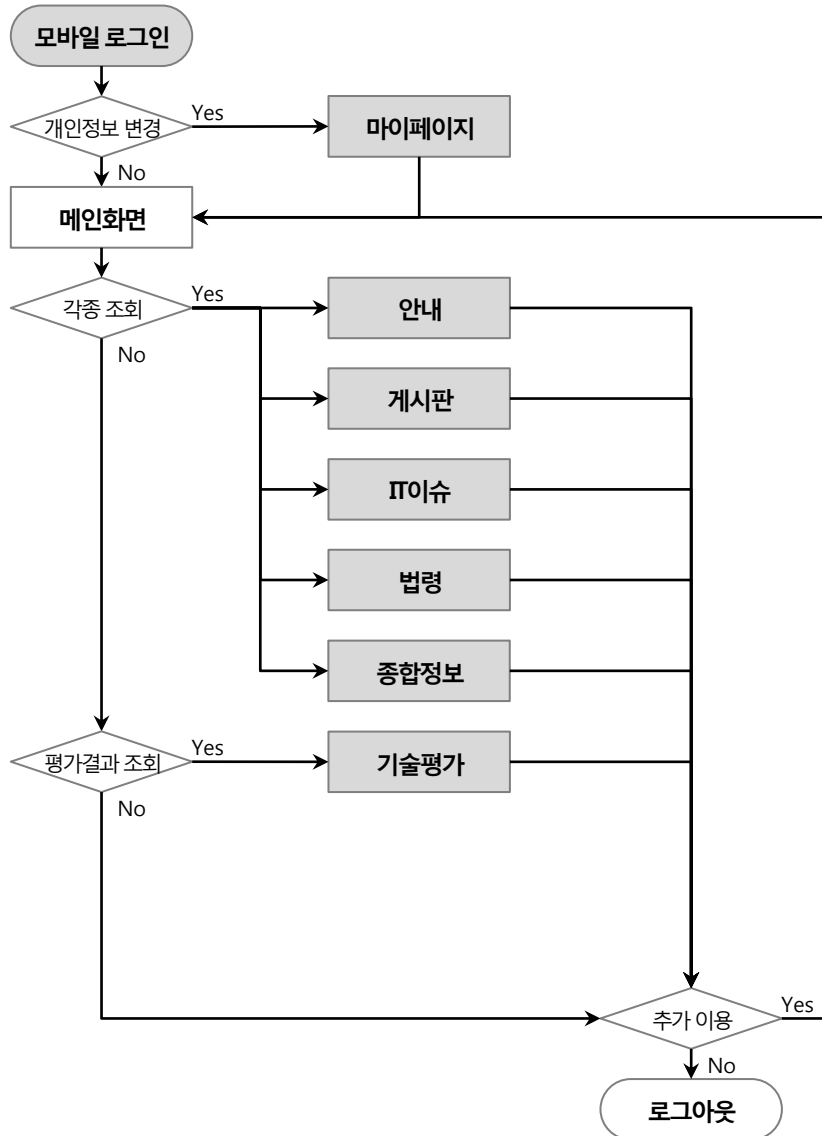 모바일 로그인
개인정보 변경
Yes
마이페이지
No
메인화면
각종 조회
Yes
안내
No
게시판
IT이슈
법령
종합정보
평가결과 조회
Yes
기술평가
No
추가 이용
Yes
No
로그아웃